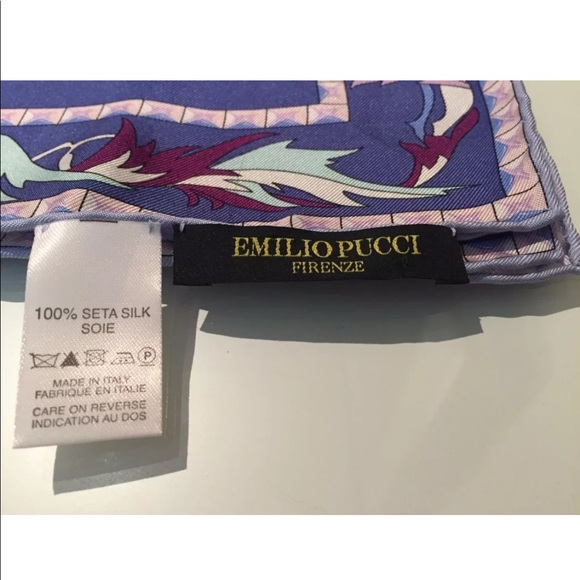 EMILIO PUCCI
FIRENZE
100% SETA SILK
SOIE
P
MADE IN ITALY
FABRIQUE EN ITALIE
CARE ON REVERSE
INDICATION AU DOS